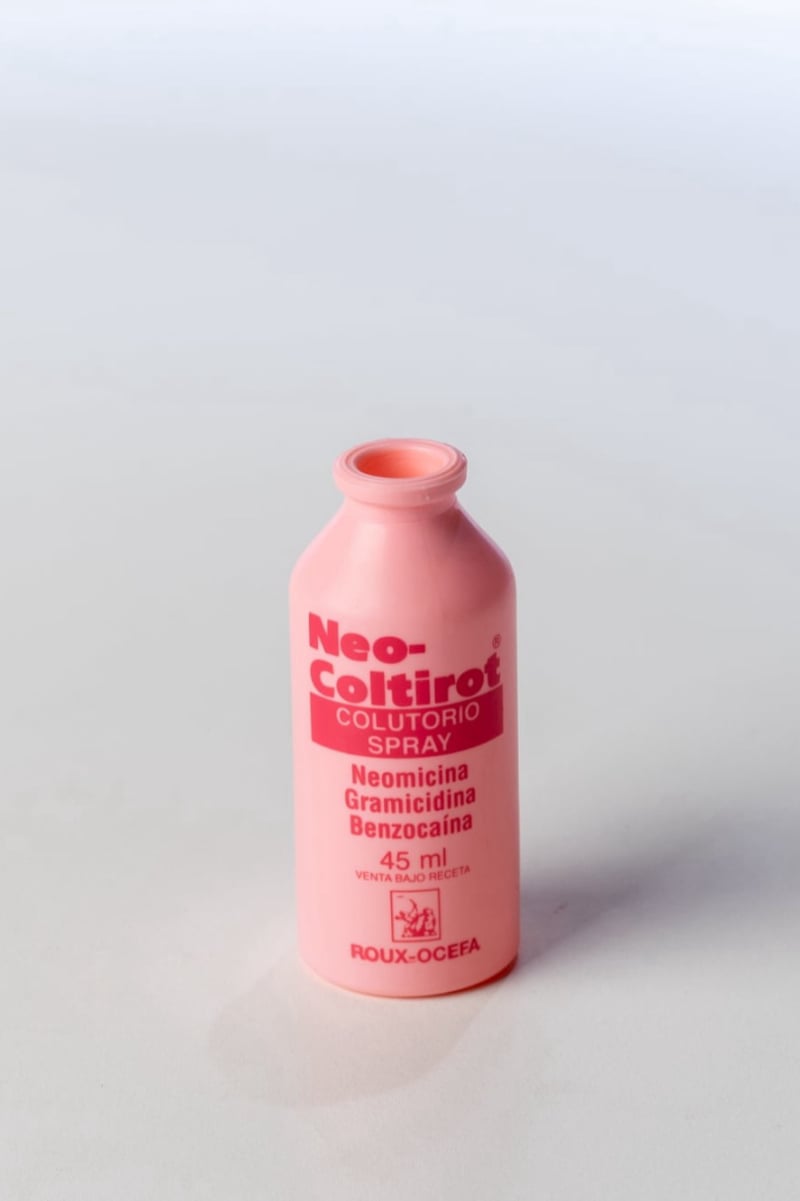 Neo-
Coltirot®
COLUTORIO
SPRAY
Neomicina
Gramicidina
Benzocaína
45 ml
VENTA BAJO RECETA
ROUX-OCEFA